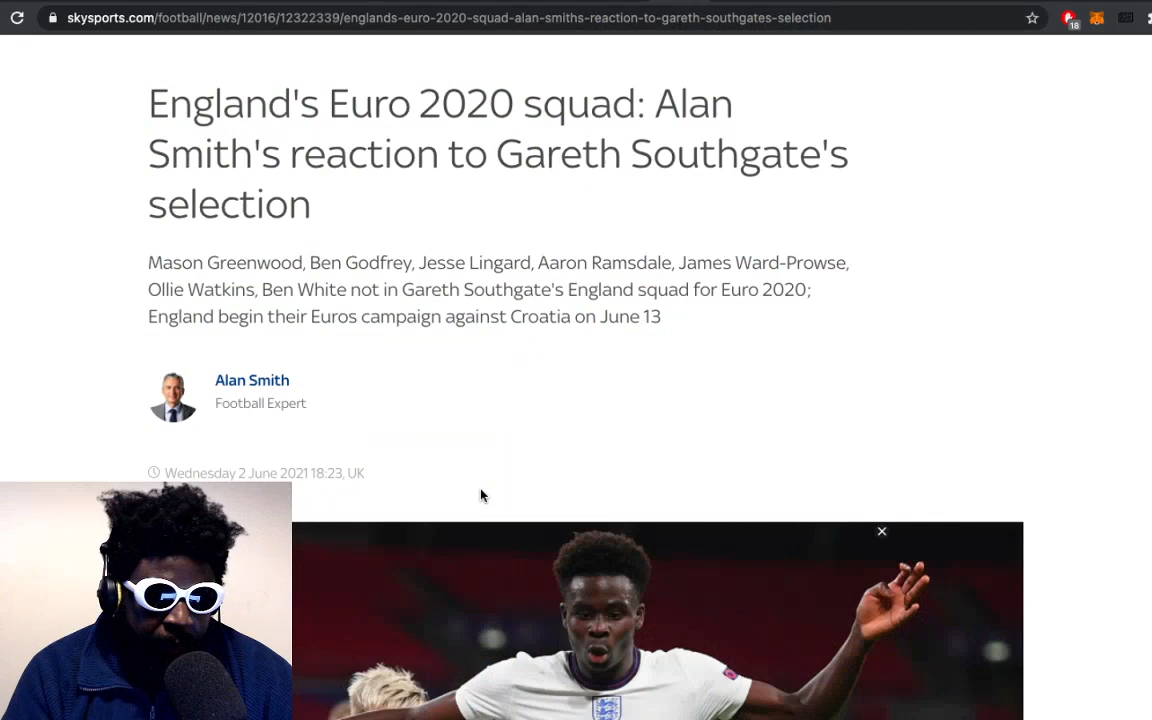 skysports.com/football/news/12016/12322339/englands-euro-2020-squad-alan-smiths-reaction-to-gareth-southgates-selection
18
England's Euro 2020 squad: Alan
Smith's reaction to Gareth Southgate's
selection
Mason Greenwood, Ben Godfrey, Jesse Lingard, Aaron Ramsdale, James Ward-Prowse,
Ollie Watkins, Ben White not in Gareth Southgate's England squad for Euro 2020;
England begin their Euros campaign against Croatia on June 13
Alan Smith
Football Expert
Wednesday 2 June 2021 18:23, UK